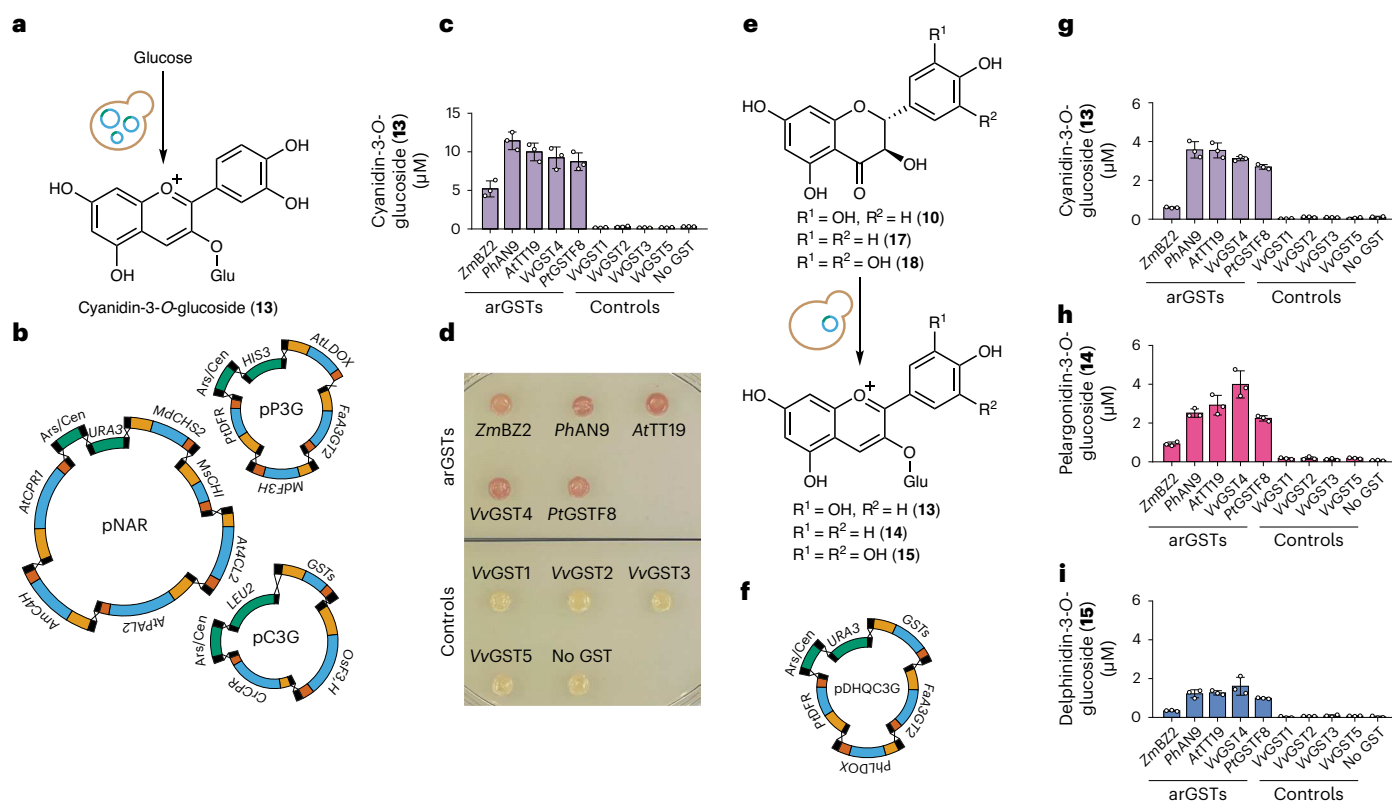 a
Glucose
O
+
OH
OH
HO
OH
O
Glu
Cyanidin-3-O-glucoside (13)
b
Ars/Cen
URA3
MdCHS2
MsCHI
At4CL2
AtPAL2
AmC4H
AtCPR1
pNAR
Ars/Cen
HIS3
AtLDOX
FaA3GT2
MdF3H
PtDFR
pP3G
Ars/Cen
LEU2
GSTs
OsF3,H
CrCPR
pC3G
c
Cyanidin-3-O-
glucoside (13)
(µM)
15
10
5
0
ZmBZ2
PhAN9
AtTT19
VvGST4
PtGSTF8
VvGST1
VvGST2
VvGST3
VvGST5
No GST
arGSTs
Controls
d
arGSTs
Controls
ZmBZ2
PhAN9
AtTT19
VvGST4
PtGSTF8
VvGST1
VvGST2
VvGST3
VvGST5
No GST
e
R1
OH
R2
HO
O
OH
OH
O
R1 = OH, R2 = H (10)
R1 = R2 = H (17)
R1 = R2 = OH (18)
R1
OH
R2
HO
O
+
O
OH
Glu
R1 = OH, R2 = H (13)
R1 = R2 = H (14)
R1 = R2 = OH (15)
f
Ars/Cen
URA3
GSTs
FaA3GT2
PhLDOX
PtDFR
pDHQC3G
g
Cyanidin-3-O-
glucoside (13)
(µM)
6
4
2
0
ZmBZ2
PhAN9
AtTT19
VvGST4
PtGSTF8
VvGST1
VvGST2
VvGST3
VvGST5
No GST
arGSTs
Controls
h
Pelargonidin-3-O-
glucoside (14)
(µM)
6
4
2
0
ZmBZ2
PhAN9
AtTT19
VvGST4
PtGSTF8
VvGST1
VvGST2
VvGST3
VvGST5
No GST
arGSTs
Controls
i
Delphinidin-3-O-
glucoside (15)
(µM)
6
4
2
0
ZmBZ2
PhAN9
AtTT19
VvGST4
PtGSTF8
VvGST1
VvGST2
VvGST3
VvGST5
No GST
arGSTs
Controls